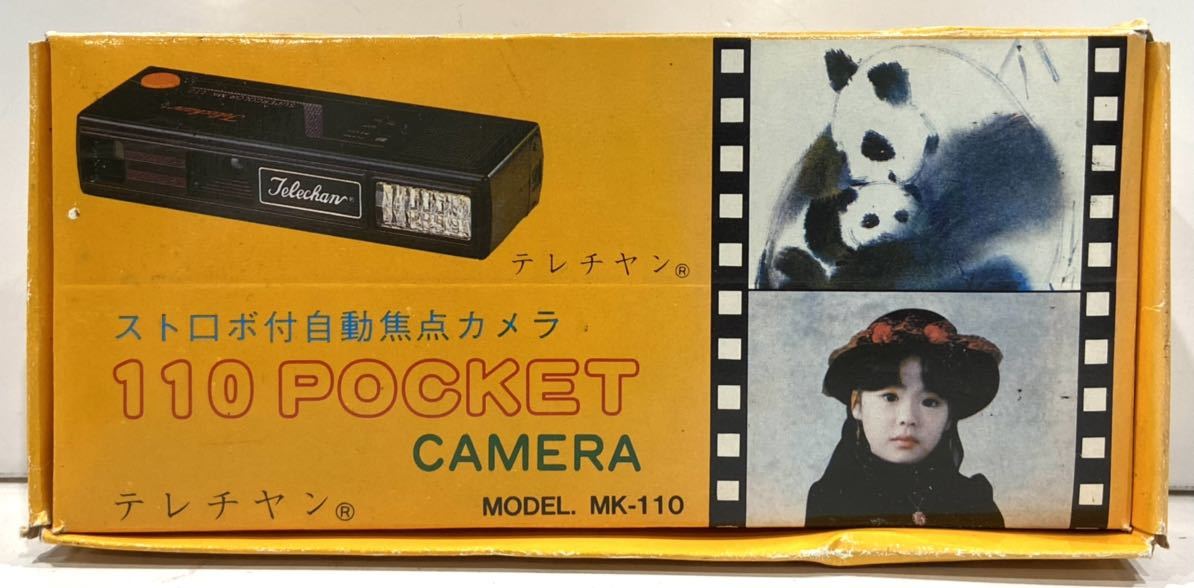 Telechan®
テレチヤン®
ストロボ付自動焦点カメラ
110 POCKET
CAMERA
テレチヤン®
MODEL. MK-110